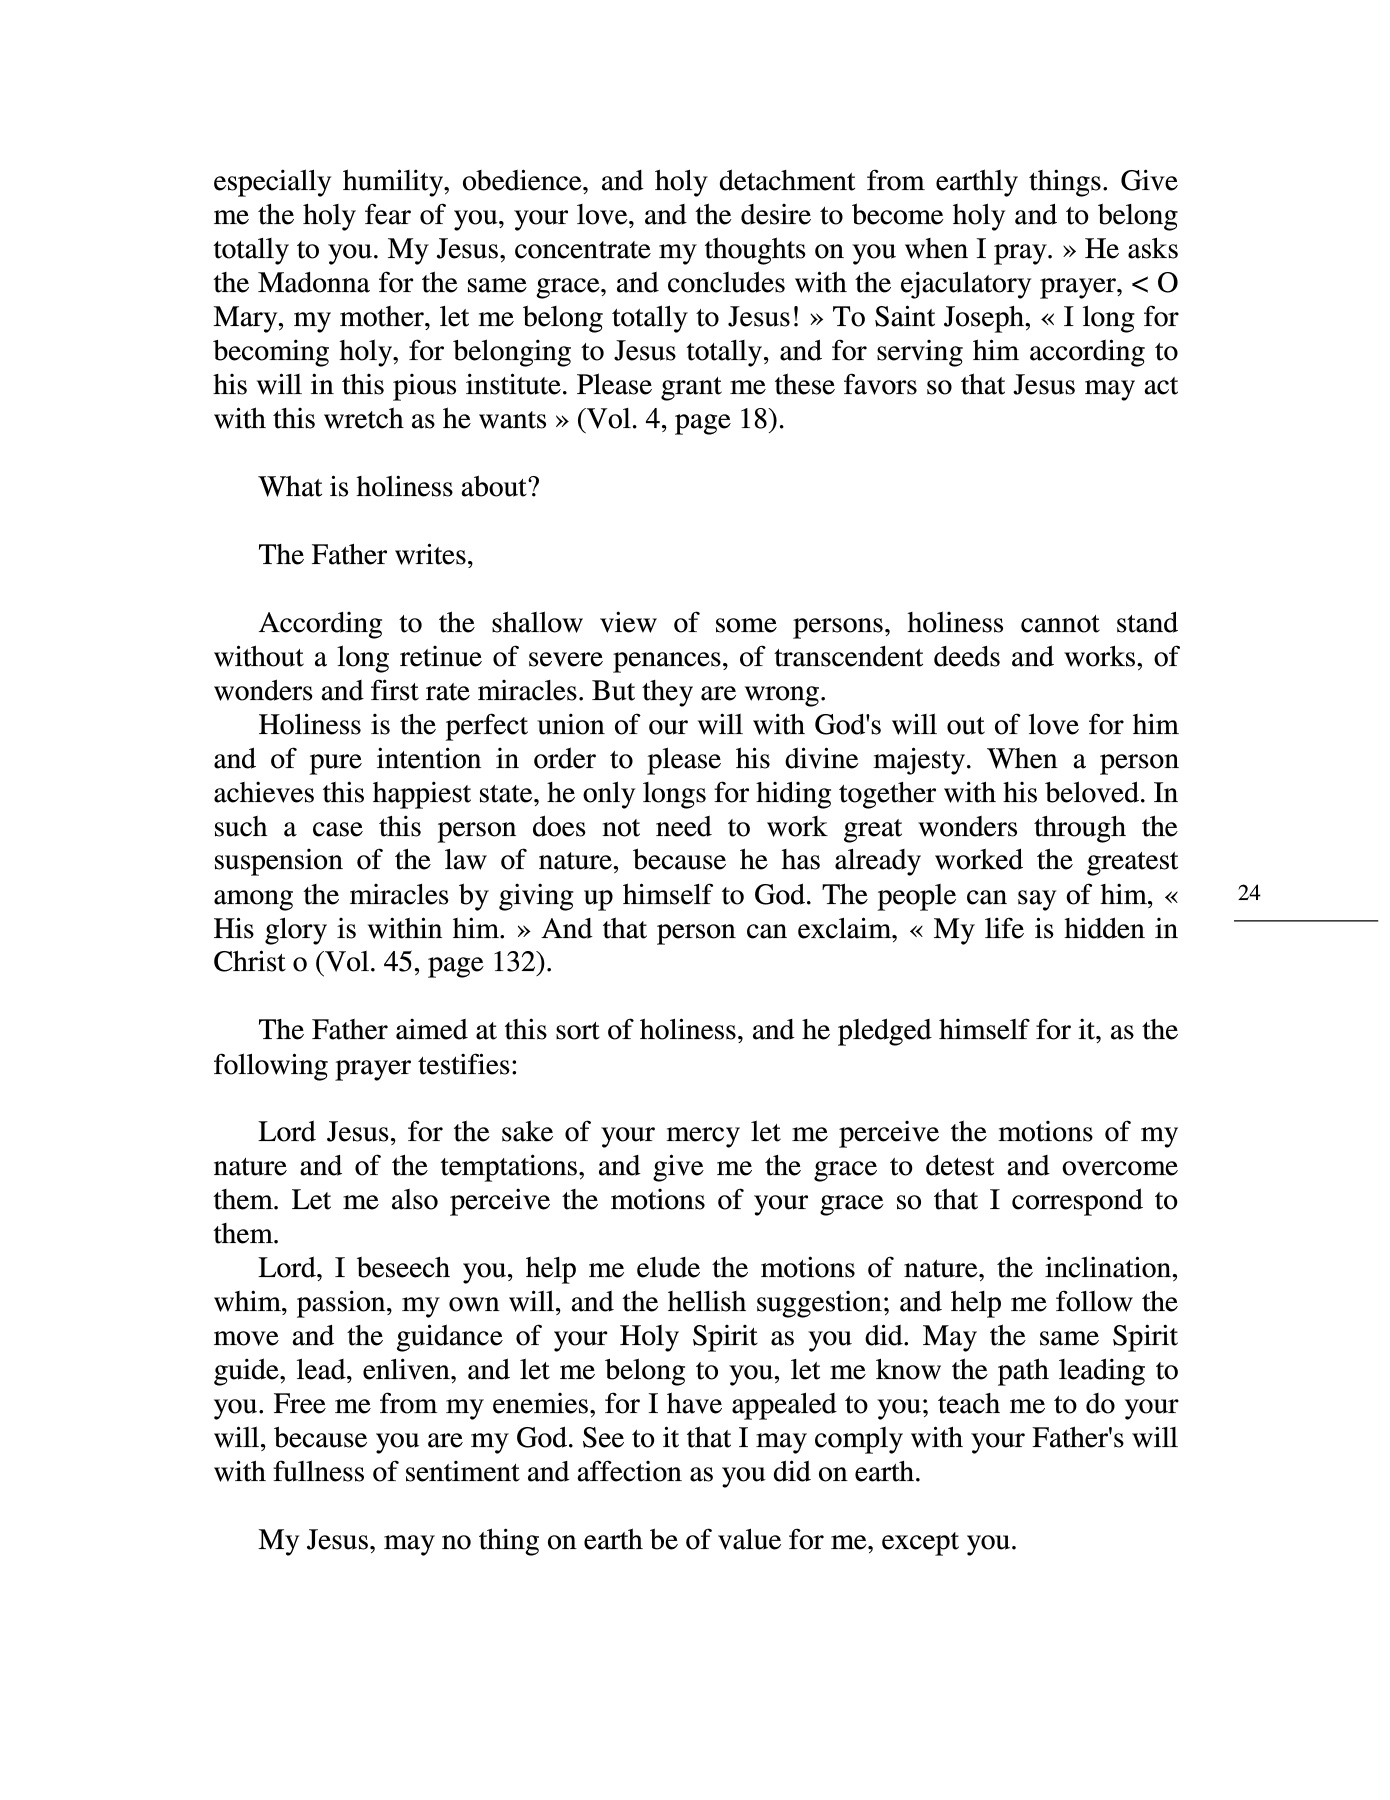 especially humility, obedience, and holy detachment from earthly things. Give
me the holy fear of you, your love, and the desire to become holy and to belong
totally to you. My Jesus, concentrate my thoughts on you when I pray. » He asks
the Madonna for the same grace, and concludes with the ejaculatory prayer, < O
Mary, my mother, let me belong totally to Jesus! » To Saint Joseph, « I long for
becoming holy, for belonging to Jesus totally, and for serving him according to
his will in this pious institute. Please grant me these favors so that Jesus may act
with this wretch as he wants » (Vol. 4, page 18).
What is holiness about?
The Father writes,
According to the shallow view of some persons, holiness cannot stand
without a long retinue of severe penances, of transcendent deeds and works, of
wonders and first rate miracles. But they are wrong.
Holiness is the perfect union of our will with God's will out of love for him
and of pure intention in order to please his divine majesty. When a person
achieves this happiest state, he only longs for hiding together with his beloved. In
such a case this person does not need to work great wonders through the
suspension of the law of nature, because he has already worked the greatest
among the miracles by giving up himself to God. The people can say of him, «
His glory is within him. » And that person can exclaim, « My life is hidden in
Christ o (Vol. 45, page 132).
24
The Father aimed at this sort of holiness, and he pledged himself for it, as the
following prayer testifies:
Lord Jesus, for the sake of your mercy let me perceive the motions of my
nature and of the temptations, and give me the grace to detest and overcome
them. Let me also perceive the motions of your grace so that I correspond to
them.
Lord, I beseech you, help me elude the motions of nature, the inclination,
whim, passion, my own will, and the hellish suggestion; and help me follow the
move and the guidance of your Holy Spirit as you did. May the same Spirit
guide, lead, enliven, and let me belong to you, let me know the path leading to
you. Free me from my enemies, for I have appealed to you; teach me to do your
will, because you are my God. See to it that I may comply with your Father's will
with fullness of sentiment and affection as you did on earth.
My Jesus, may no thing on earth be of value for me, except you.